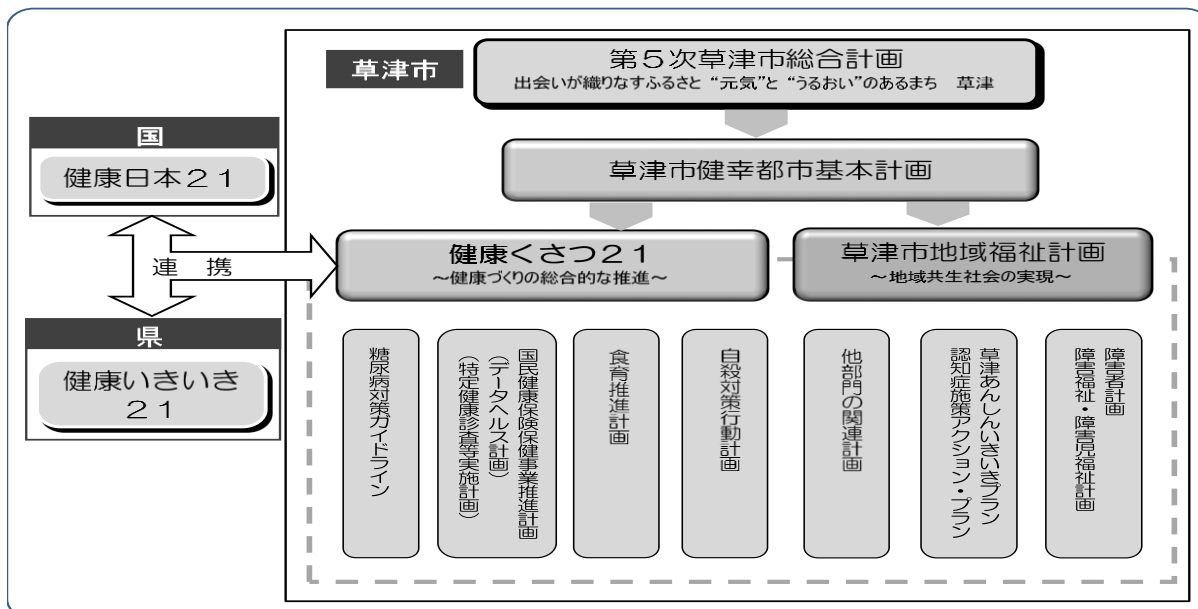 草津市
第５次草津市総合計画
出会いが織りなすふるさと “元気”と “うるおい”のあるまち　草津
草津市健幸都市基本計画
国
健康日本２１
連 携
県
健康いきいき
２１
健康くさつ２１
～健康づくりの総合的な推進～
草津市地域福祉計画
～地域共生社会の実現～
糖尿病対策ガイドライン
国民健康保険保健事業推進計画
（データヘルス計画）
（特定健康診査等実施計画）
食育推進計画
自殺対策行動計画
他部門の関連計画
草津あんしんいきいきプラン
認知症施策アクション・プラン
障害者計画
障害福祉・障害児福祉計画